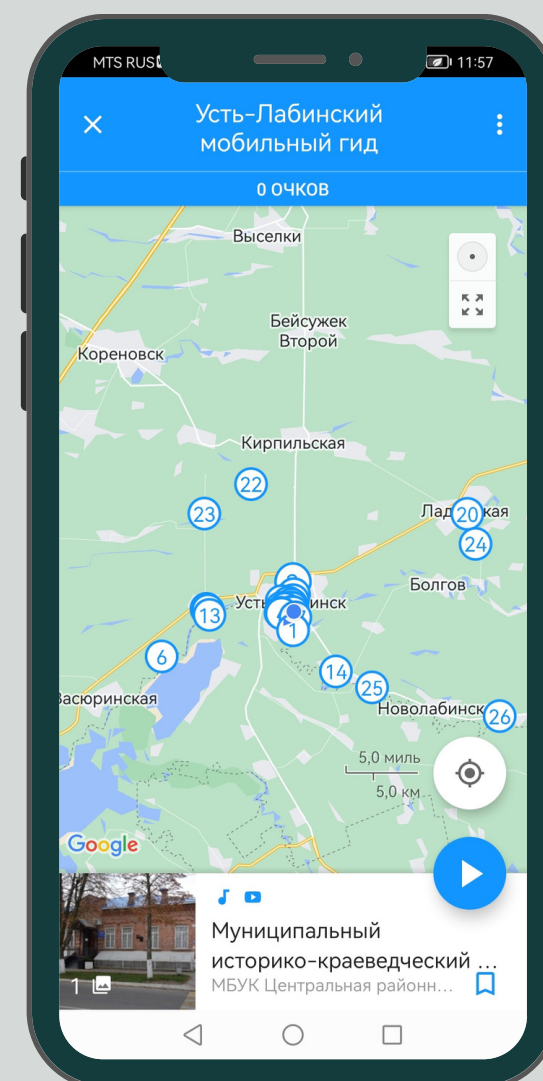 MTS RUS
11:57
Усть-Лабинский
мобильный гид
0 ОЧКОВ
Выселки
Бейсужек
Второй
Кореновск
Кирпильская
22
23
20
24
Болгов
13
1
6
14
25
Новолабинск
26
5,0 миль
5,0 км
Google
Муниципальный
историко-краеведческий ...
МБУК Центральная районн...
1